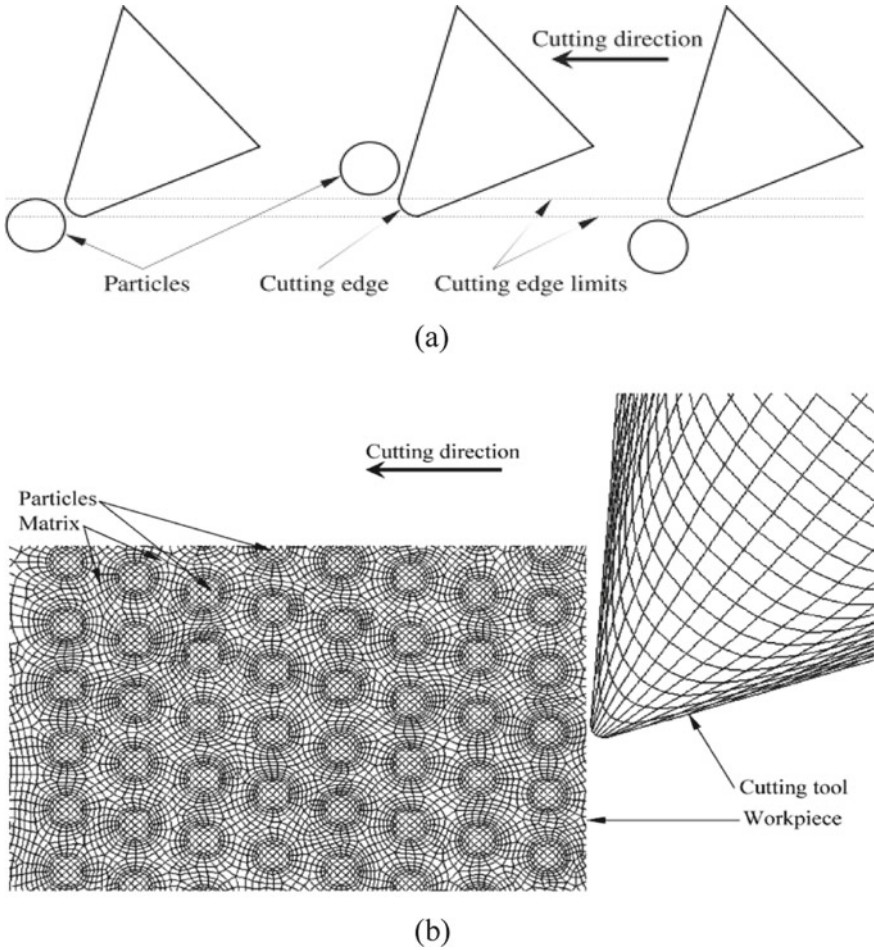 Cutting direction
Particles
Cutting edge
Cutting edge limits
(a)
Cutting direction
Particles
Matrix
Cutting tool
Workpiece
(b)